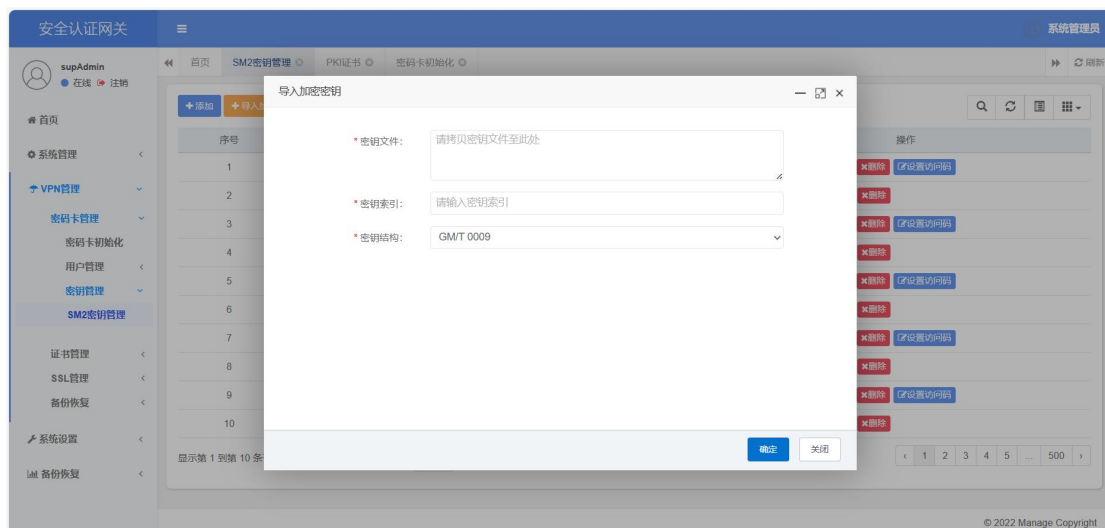 安全认证网关
系统管理员
supAdmin
在线 注销
首页 SM2密钥管理 PKI证书 密码卡初始化
刷新
首页
系统管理
VPN管理
密码卡管理
密码卡初始化
用户管理
密钥管理
SM2密钥管理
证书管理
SSL管理
备份恢复
系统设置
备份恢复
添加
序号 操作
1 删除 设置访问码
2 删除
3 删除 设置访问码
4 删除
5 删除 设置访问码
6 删除
7 删除 设置访问码
8 删除
9 删除 设置访问码
10 删除
显示第 1 到第 10 条
1 2 3 4 5 ... 500
导入加密密钥
* 密钥文件: 请拷贝密钥文件至此处
* 密钥索引: 请输入密钥索引
* 密钥结构: GM/T 0009
确定 关闭
© 2022 Manage Copyright